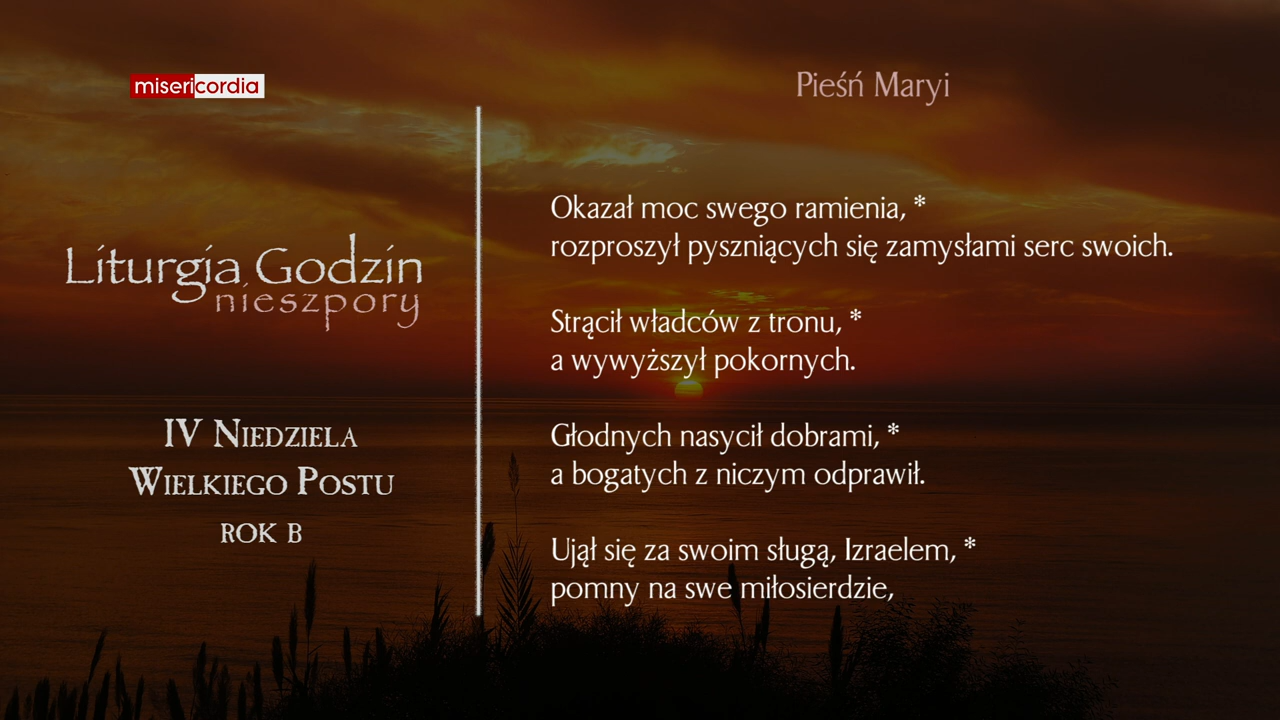 misericordia
Liturgia Godzin
nieszpory
IV Niedziela
Wielkiego Postu
rok B
Pieśń Maryi
Okazał moc swego ramienia, *
rozproszył pyszniących się zamysłami serc swoich.
Strącił władców z tronu, *
a wywyższył pokornych.
Głodnych nasycił dobrami, *
a bogatych z niczym odprawił.
Ujął się za swoim sługą, Izraelem, *
pomny na swe miłosierdzie,